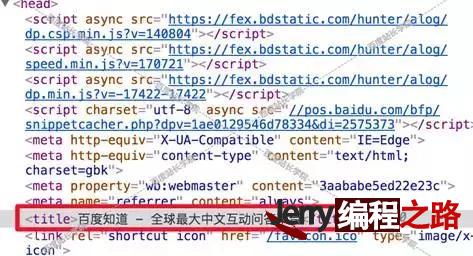 <head>
<script async src="https://fex.bdstatic.com/hunter/alog/
dp.csp.min.js?v=140804"></script>
<script async src="https://fex.bdstatic.com/hunter/alog/
speed.min.js?v=170721"></script>
<script async src="https://fex.bdstatic.com/hunter/alog/
dp.min.js?v=-17422-17422"></script>
<script charset="utf-8" async src="//pos.baidu.com/bfp/
snippetcacher.php?dpv=1ae0129546d78334&di=2575373"></script>
<meta http-equiv="X-UA-Compatible" content="IE=Edge">
<meta http-equiv="content-type" content="text/html;
charset=gbk">
<meta property="wb:webmaster" content="3aababe5ed22e23c">
<meta name="referrer" content="always">
<title>百度知道 - 全球最大中文互动问答
Jerry编程之路
<link rel="shortcut icon" href="/favicon.ico" type="image/x-
icon"